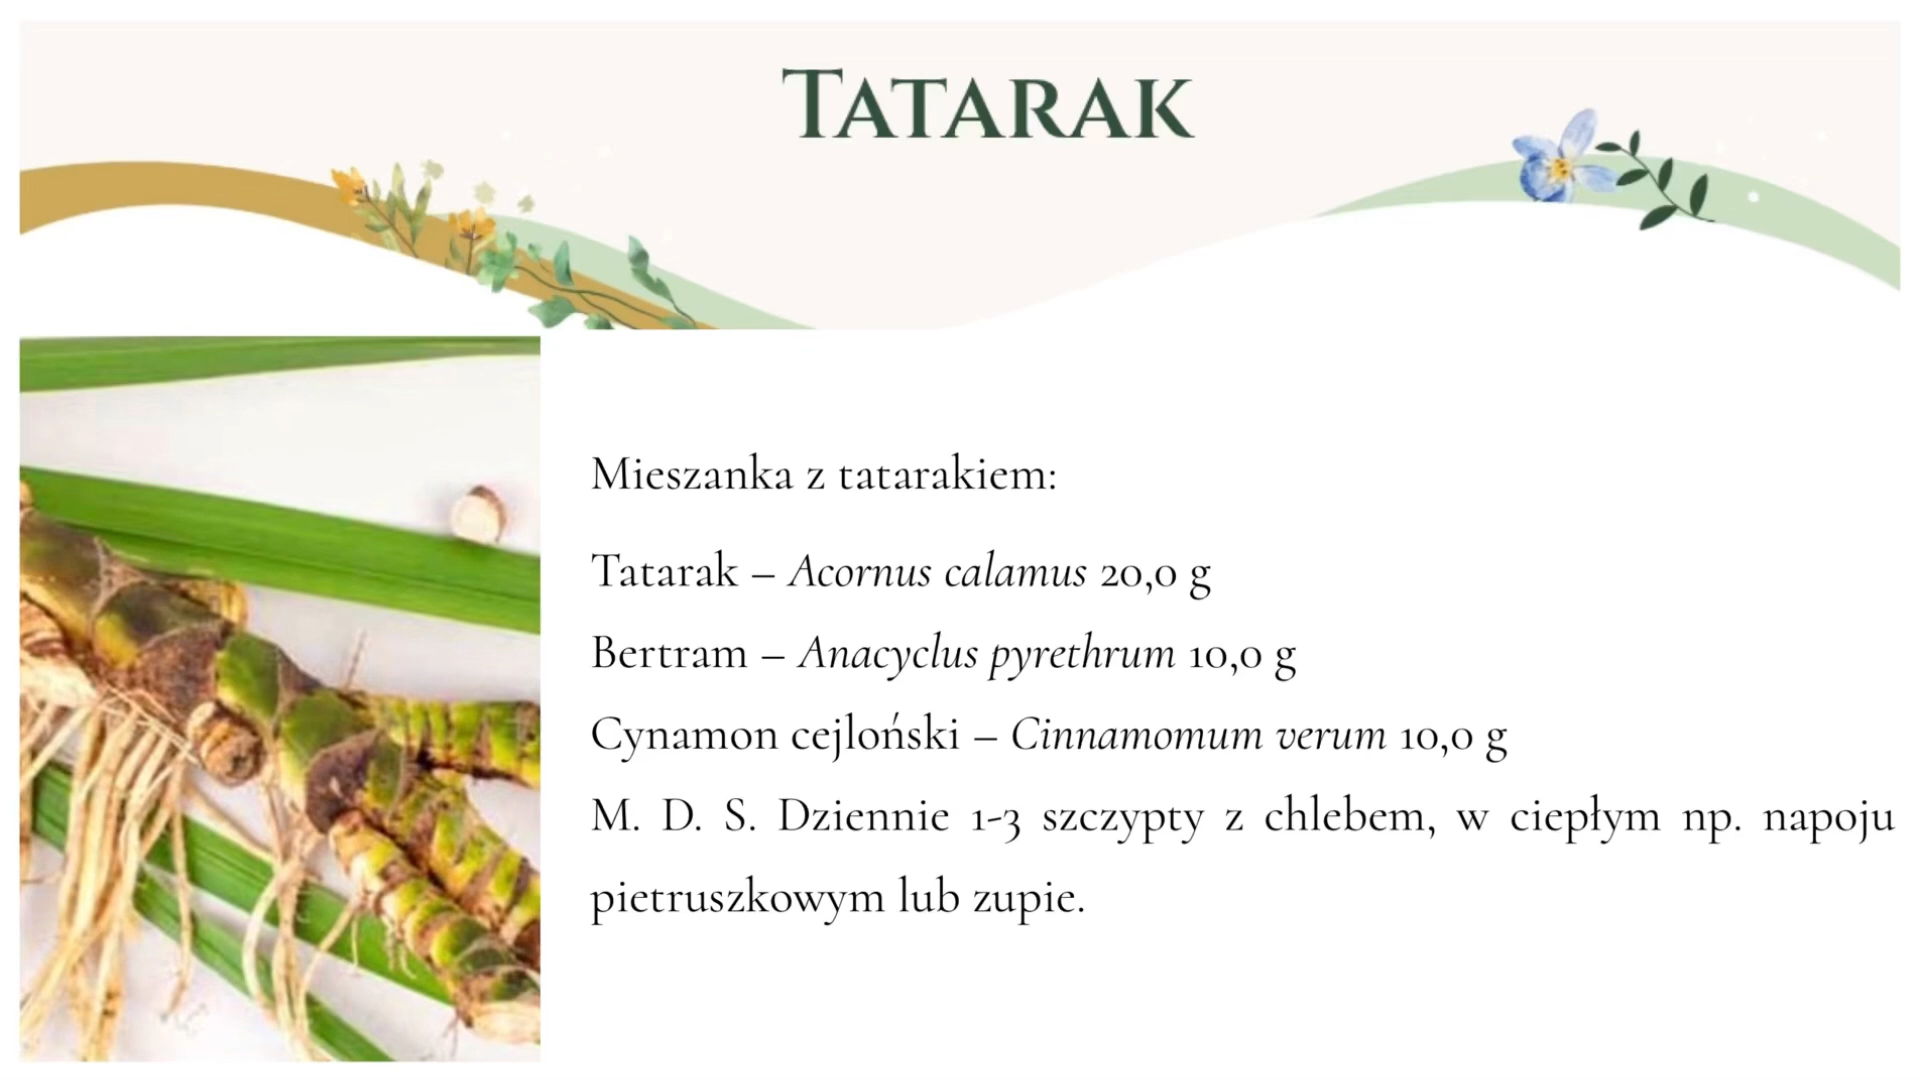 TATARAK
Mieszanka z tatarakiem:
Tatarak – Acornus calamus 20,0 g
Bertram – Anacyclus pyrethrum 10,0 g
Cynamon cejloński – Cinnamomum verum 10,0 g
M. D. S. Dziennie 1-3 szczypty z chlebem, w ciepłym np. napoju
pietruszkowym lub zupie.